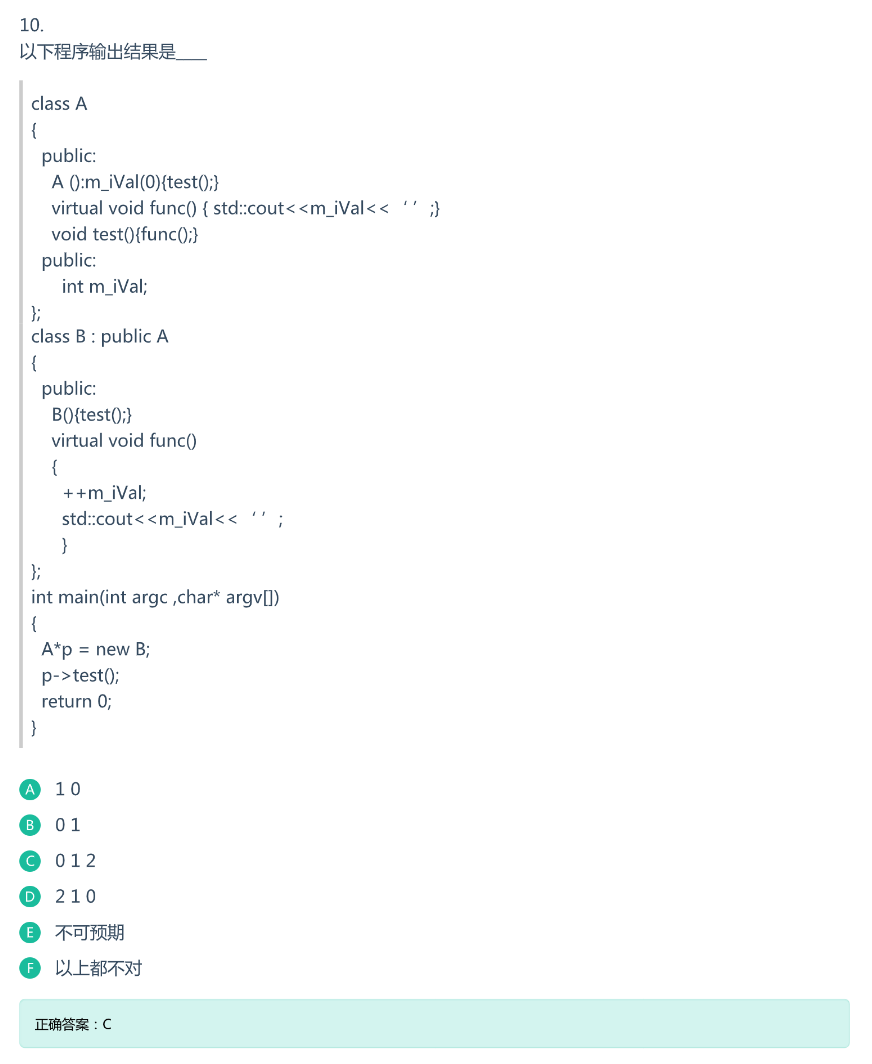 10.
以下程序输出结果是____
class A
{
public:
A ():m_iVal(0){test();}
virtual void func() { std::cout<<m_iVal<<‘ ’;}
void test(){func();}
public:
int m_iVal;
};
class B : public A
{
public:
B(){test();}
virtual void func()
{
++m_iVal;
std::cout<<m_iVal<<‘ ’;
}
};
int main(int argc ,char* argv[])
{
A*p = new B;
p->test();
return 0;
}
A 1 0
B 0 1
C 0 1 2
D 2 1 0
E 不可预期
F 以上都不对
正确答案：C